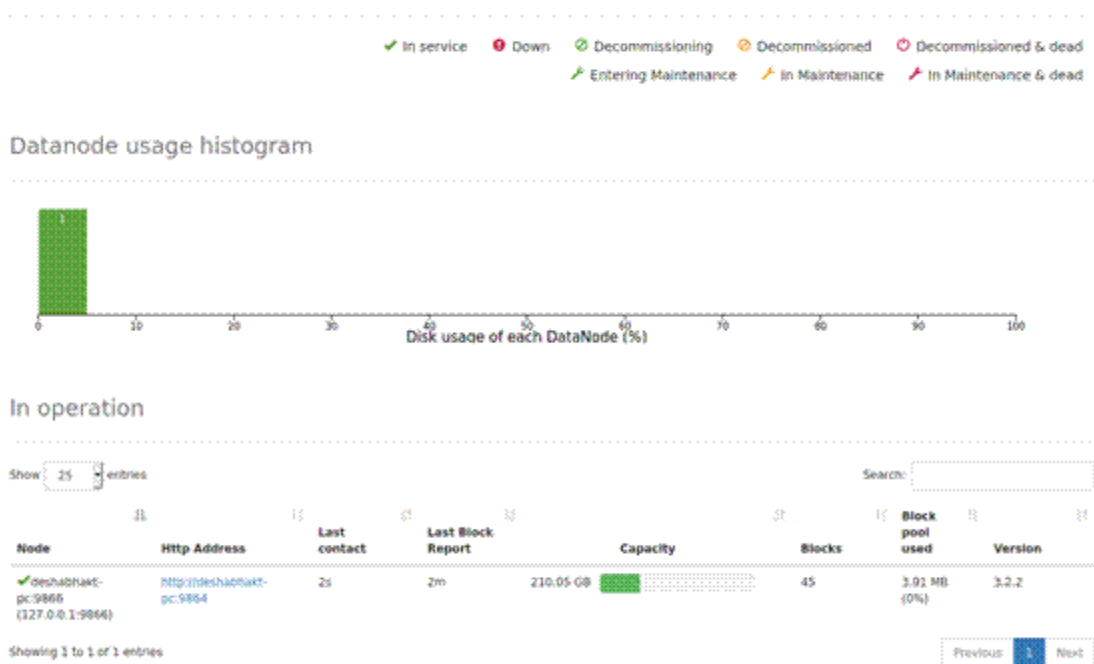 In service Down Decommissioning Decommissioned Decommissioned & dead
Entering Maintenance In Maintenance In Maintenance & dead
Datanode usage histogram
1
0 10 20 30 40 50 60 70 80 90 100
Disk usage of each DataNode (%)
In operation
Show 25 entries Search:
Node Http Address Last contact Last Block Report Capacity Blocks Block pool used Version
deshabhakt-
pc:9866
(127.0.0.1:9866)
http://deshabhakt-
pc:9864
2s 2m 210.05 GB 45 3.91 MB
(0%)
3.2.2
Showing 1 to 1 of 1 entries Previous 1 Next